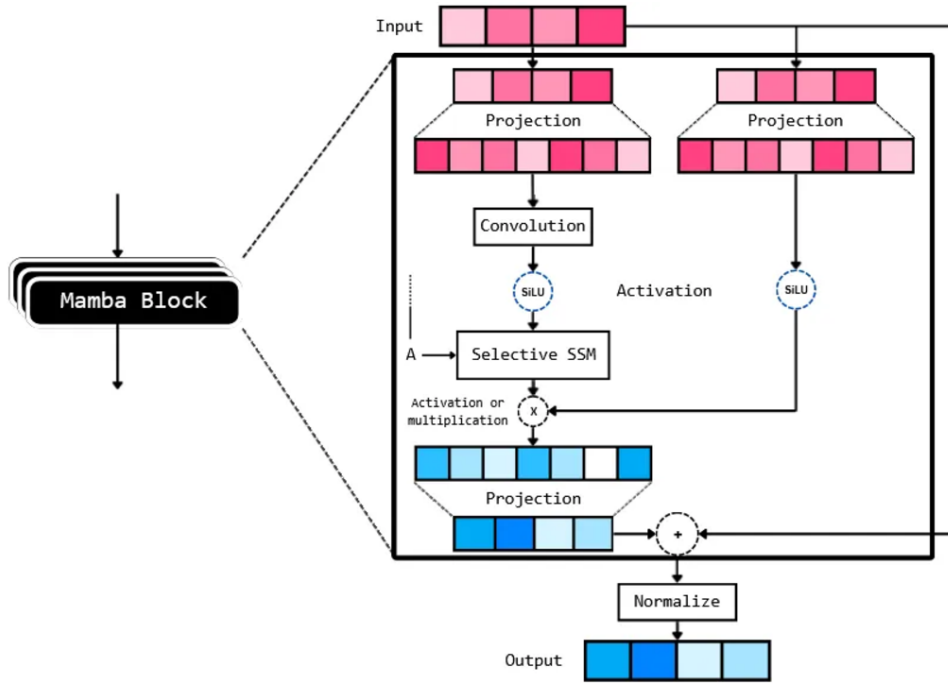 Input
Projection
Projection
Convolution
SiLU
Activation
SiLU
Mamba Block
A
Selective SSM
Activation or
multiplication
X
Projection
+
Normalize
Output